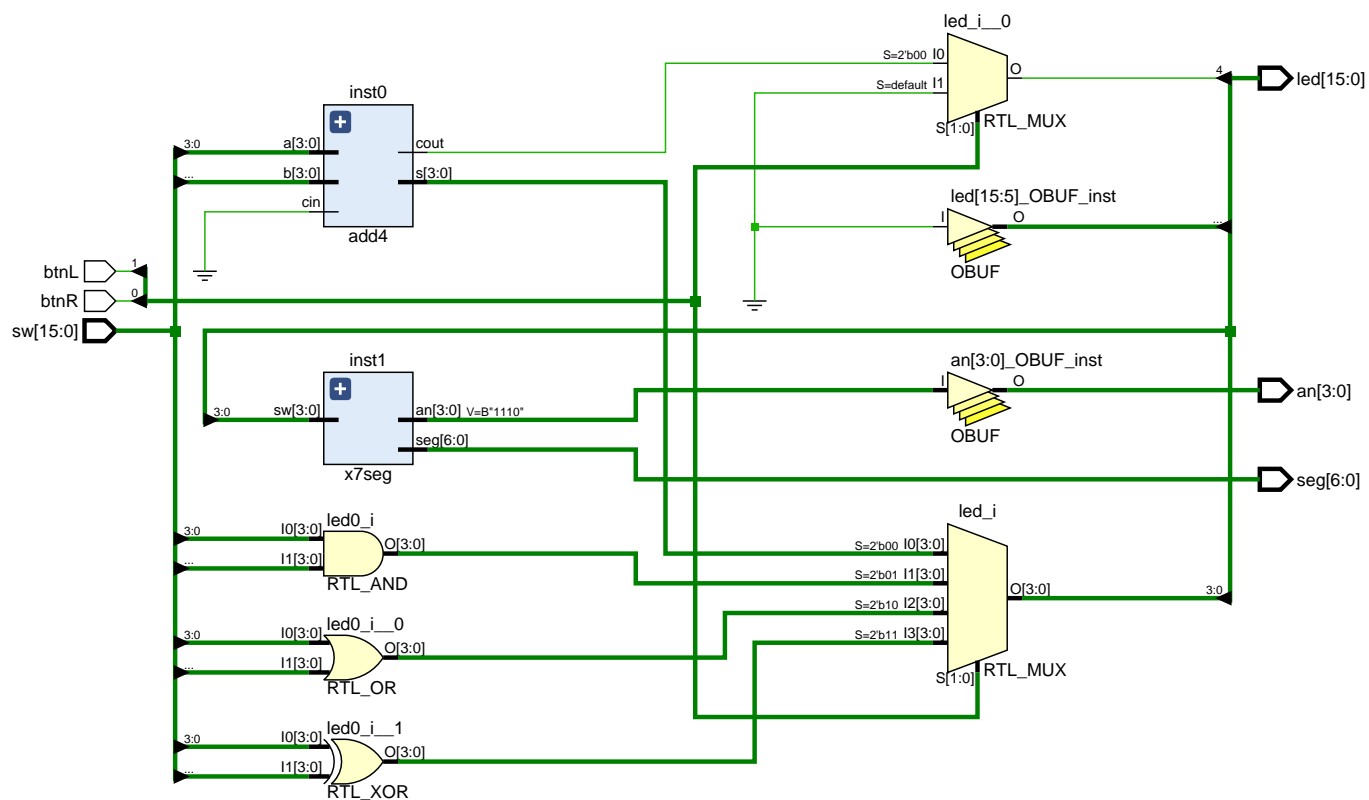 led_i__0
S=2'b00 I0
S=default I1
O
S[1:0]
RTL_MUX
4
led[15:0]
inst0
3:0
a[3:0]
cout
...
b[3:0]
s[3:0]
cin
add4
led[15:5]_OBUF_inst
I
O
...
OBUF
btnL
1
btnR
0
sw[15:0]
inst1
3:0
sw[3:0]
an[3:0] V=B"1110"
seg[6:0]
x7seg
an[3:0]_OBUF_inst
I
O
OBUF
an[3:0]
seg[6:0]
led0_i
3:0
I0[3:0]
O[3:0]
...
I1[3:0]
RTL_AND
led0_i__0
3:0
I0[3:0]
O[3:0]
...
I1[3:0]
RTL_OR
led0_i__1
3:0
I0[3:0]
O[3:0]
...
I1[3:0]
RTL_XOR
led_i
S=2'b00 I0[3:0]
S=2'b01 I1[3:0]
S=2'b10 I2[3:0]
S=2'b11 I3[3:0]
O[3:0]
3:0
S[1:0]
RTL_MUX